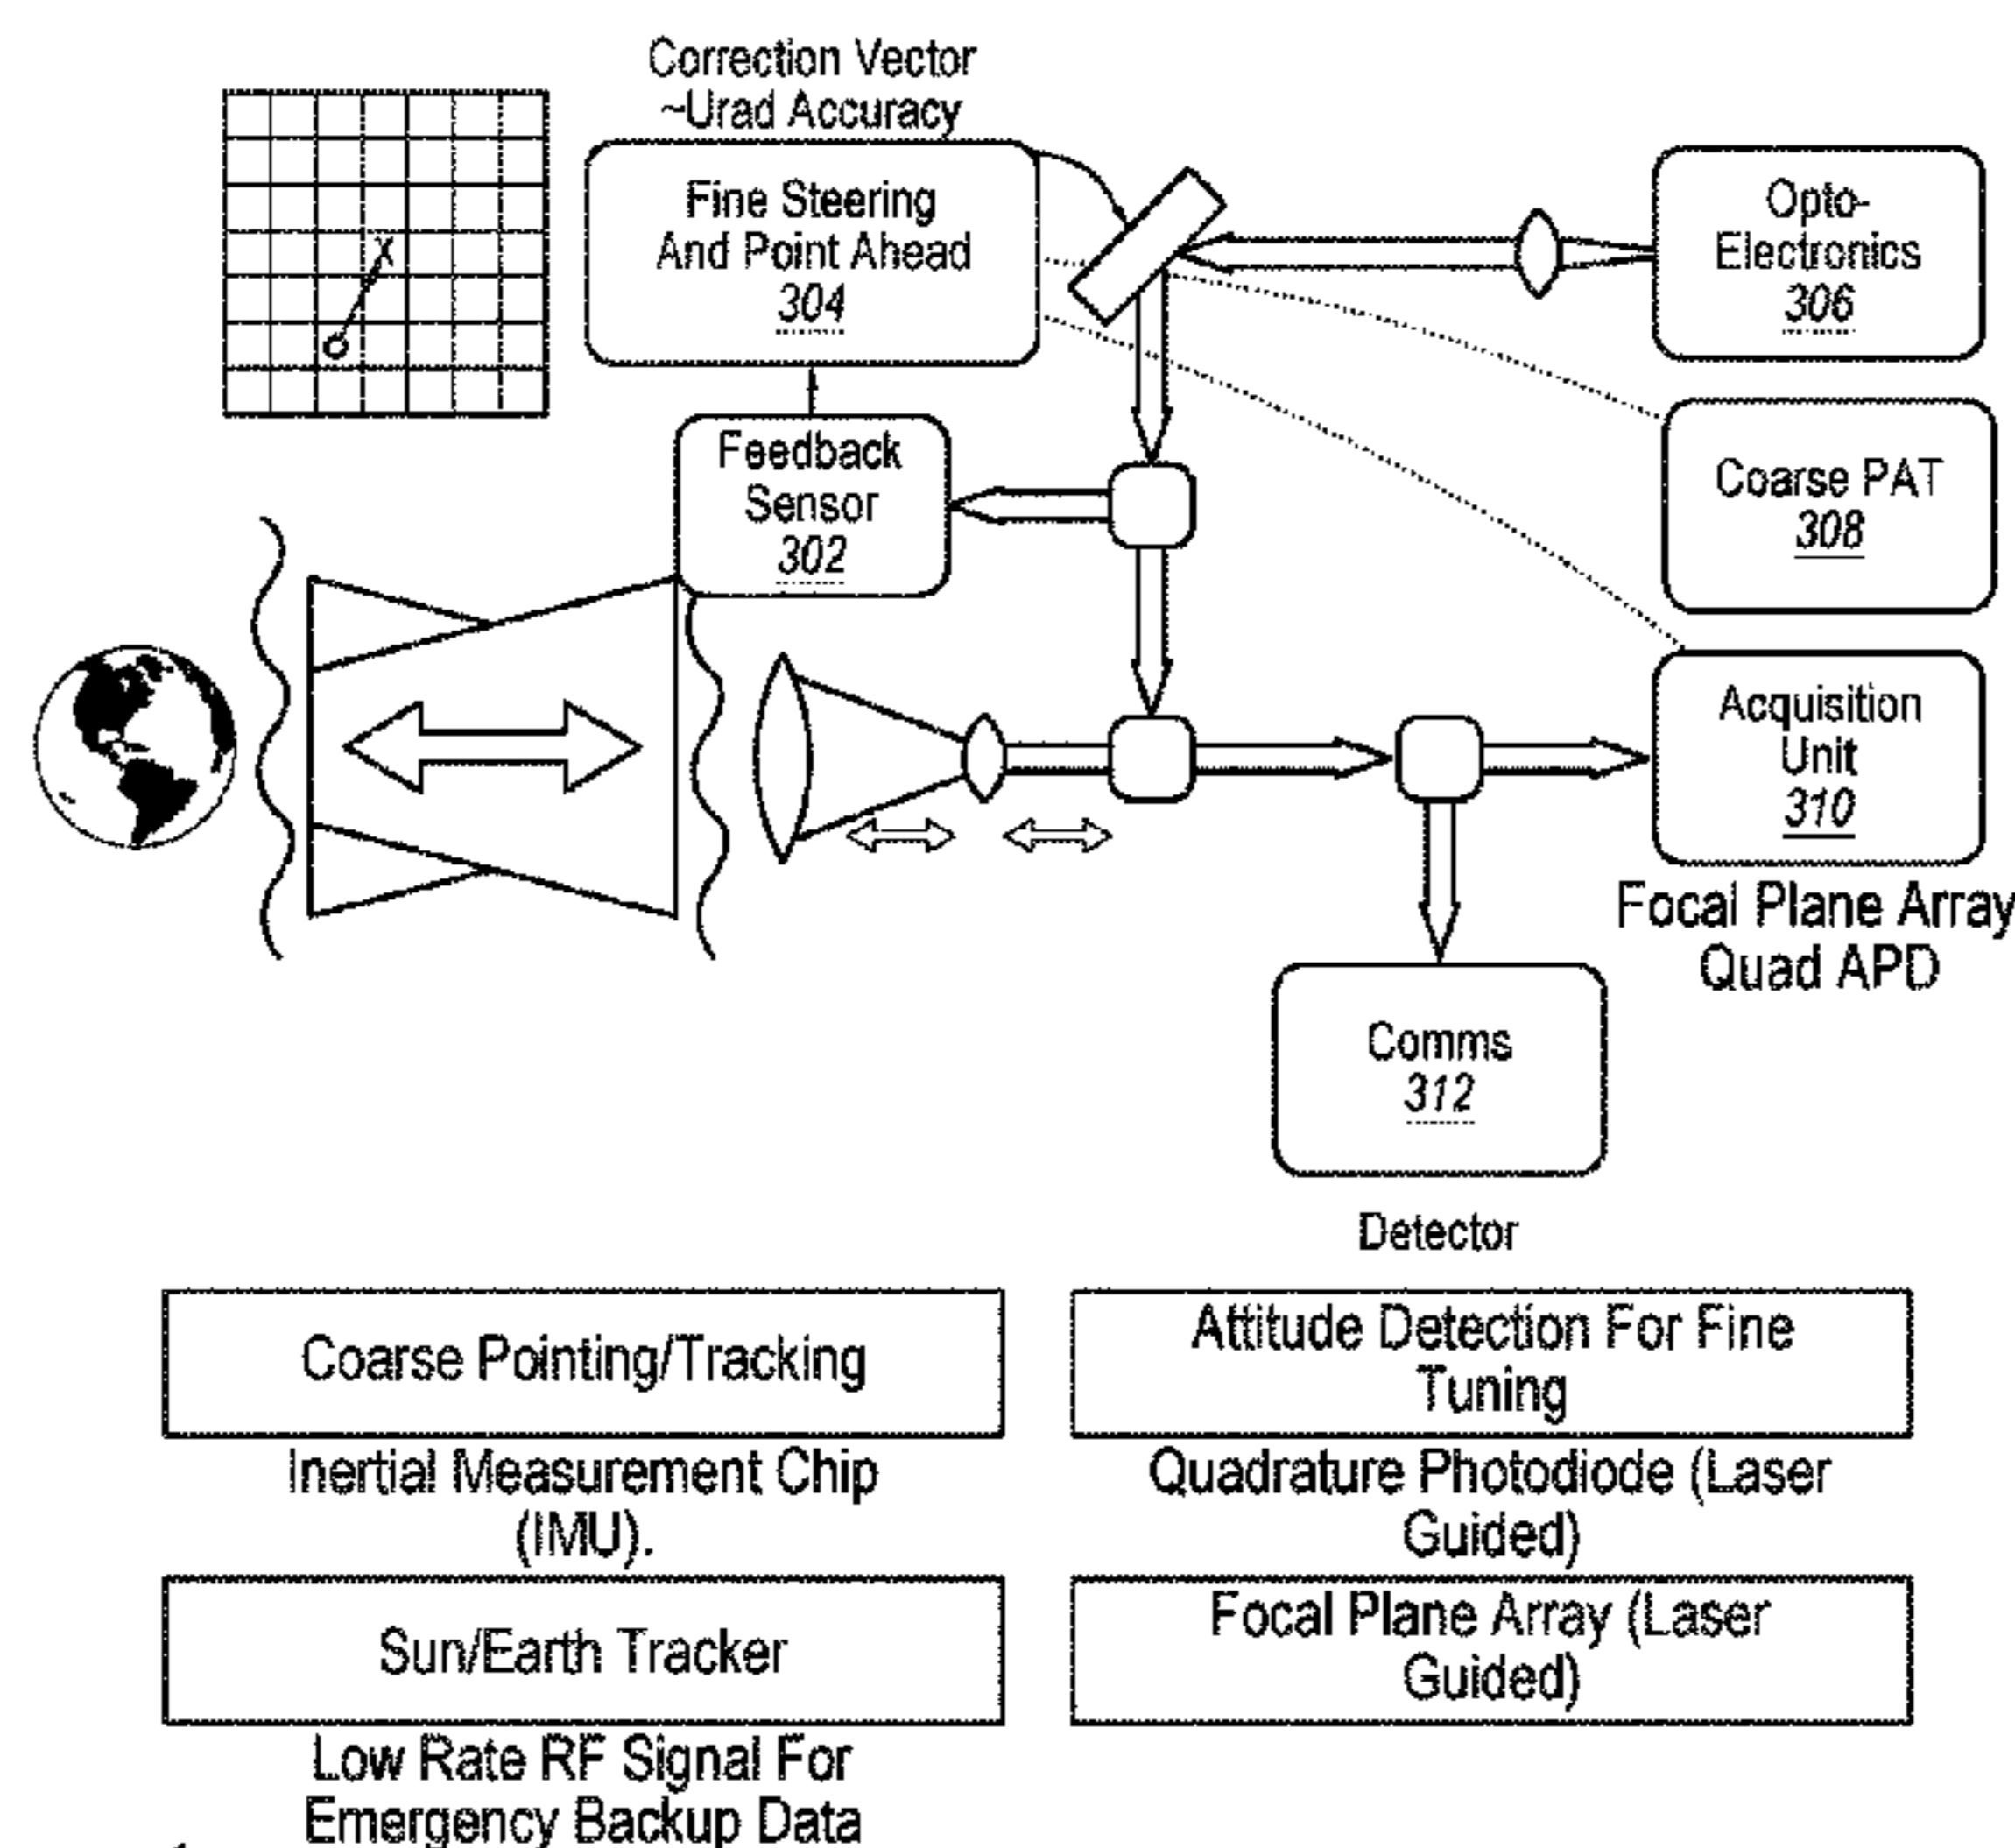 Correction Vector
~Urad Accuracy
Fine Steering
And Point Ahead
304
Opto-
Electronics
306
Feedback
Sensor
302
Coarse PAT
308
Acquisition
Unit
310
Focal Plane Array
Quad APD
Comms
312
Detector
Coarse Pointing/Tracking
Inertial Measurement Chip
(IMU).
Sun/Earth Tracker
Low Rate RF Signal For
Emergency Backup Data
Attitude Detection For Fine
Tuning
Quadrature Photodiode (Laser
Guided)
Focal Plane Array (Laser
Guided)